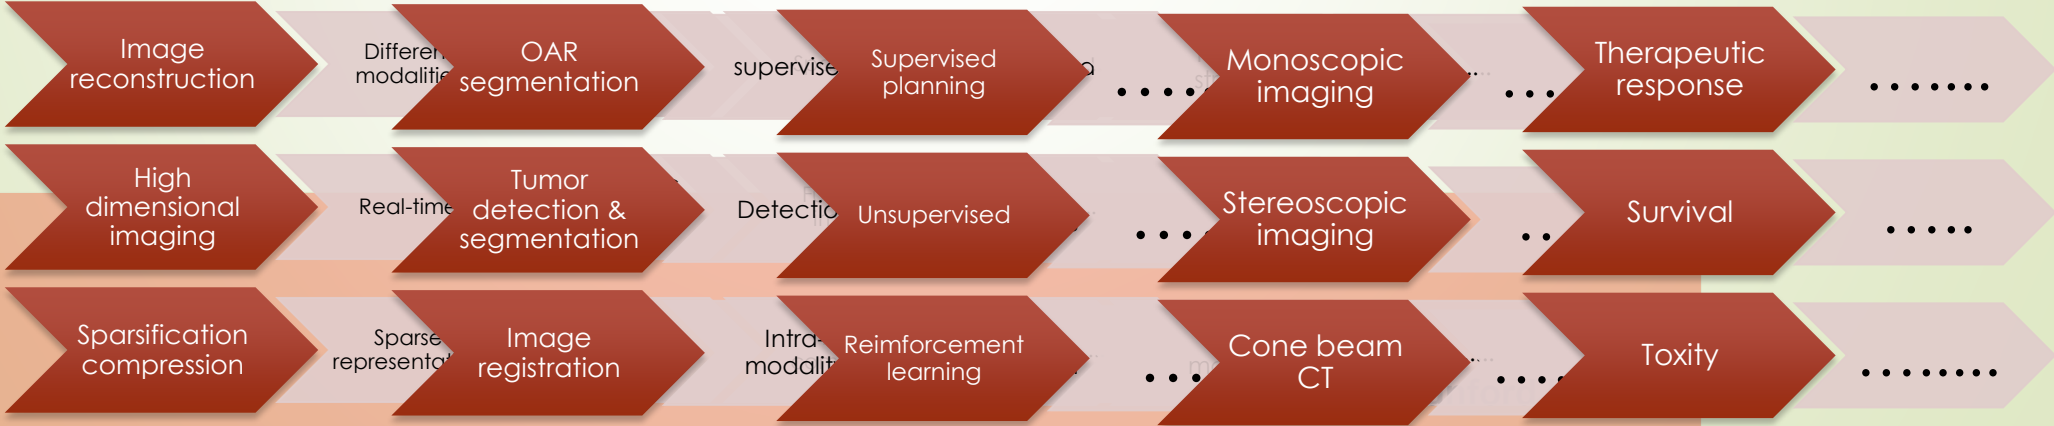 Image
reconstruction
OAR
segmentation
supervise
Supervised
planning
Monoscopic
imaging
Therapeutic
response
.......
High
dimensional
imaging
Real-time
Tumor
detection &
segmentation
Unsupervised
Stereoscopic
imaging
Survival
.....
Sparsification
compression
Sparse
Image
registration
Intra-
Reimforcement
learning
Cone beam
CT
Toxity
........